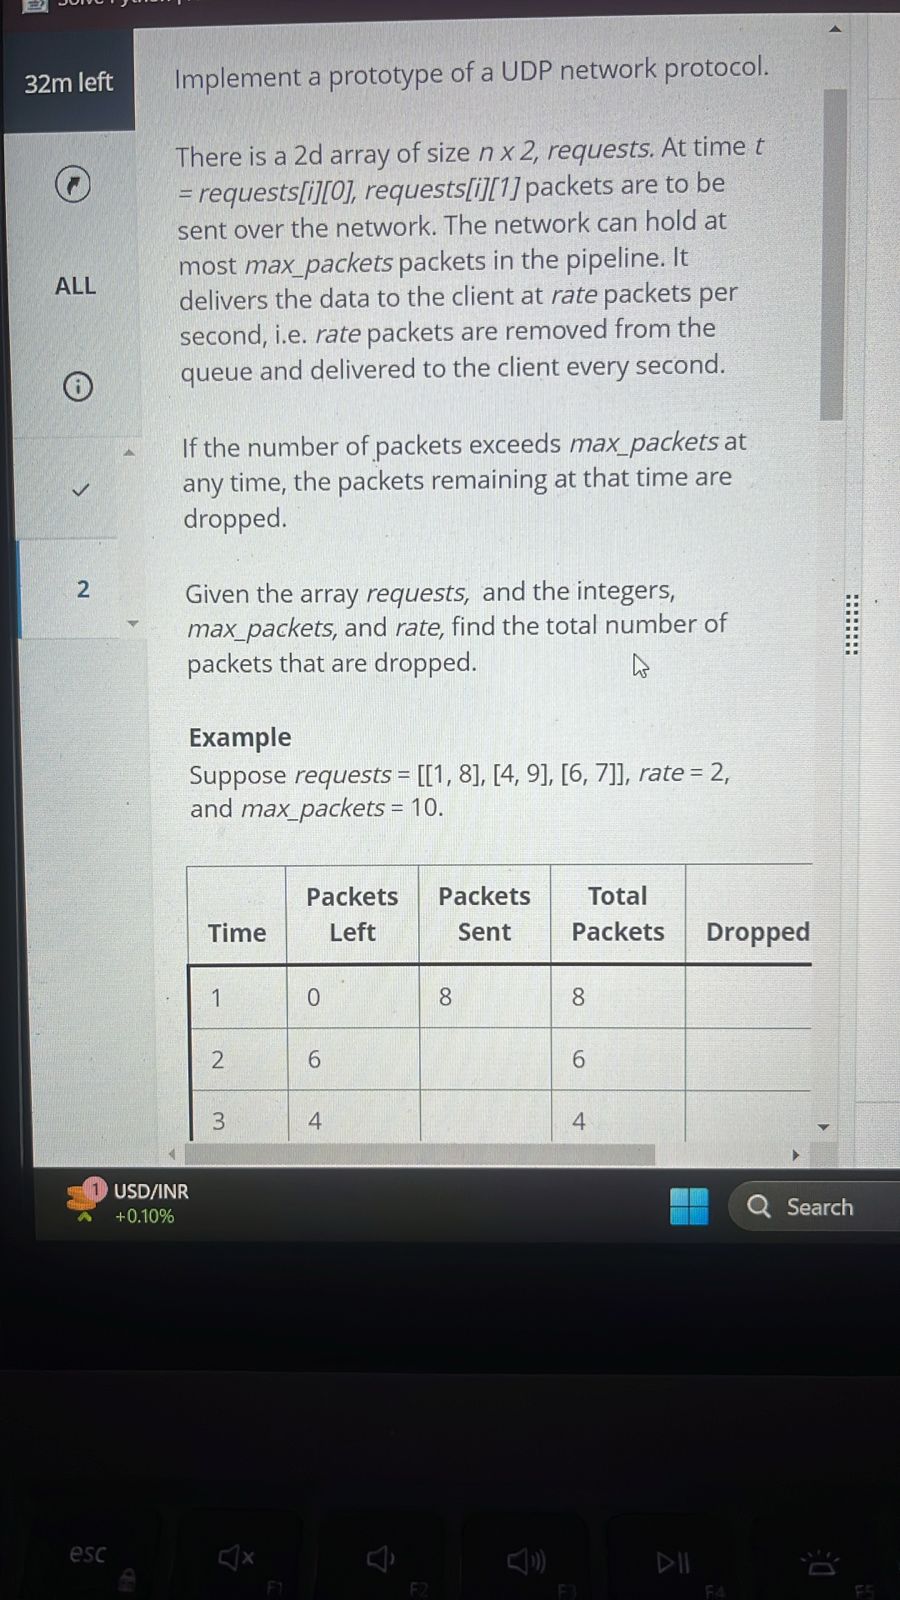 32m left
Implement a prototype of a UDP network protocol.
There is a 2d array of size n x 2, requests. At time t
= requests[i][0], requests[i][1] packets are to be
sent over the network. The network can hold at
most max_packets packets in the pipeline. It
delivers the data to the client at rate packets per
second, i.e. rate packets are removed from the
queue and delivered to the client every second.
ALL
If the number of packets exceeds max_packets at
any time, the packets remaining at that time are
dropped.
2
Given the array requests, and the integers,
max_packets, and rate, find the total number of
packets that are dropped.
Example
Suppose requests = [[1, 8], [4, 9], [6, 7]], rate = 2,
and max_packets = 10.
Time Packets Left Packets Sent Total Packets Dropped
1 0 8 8
2 6 6
3 4 4
1 USD/INR
+0.10%
Search
esc
F1 F2 F3 F4 F5